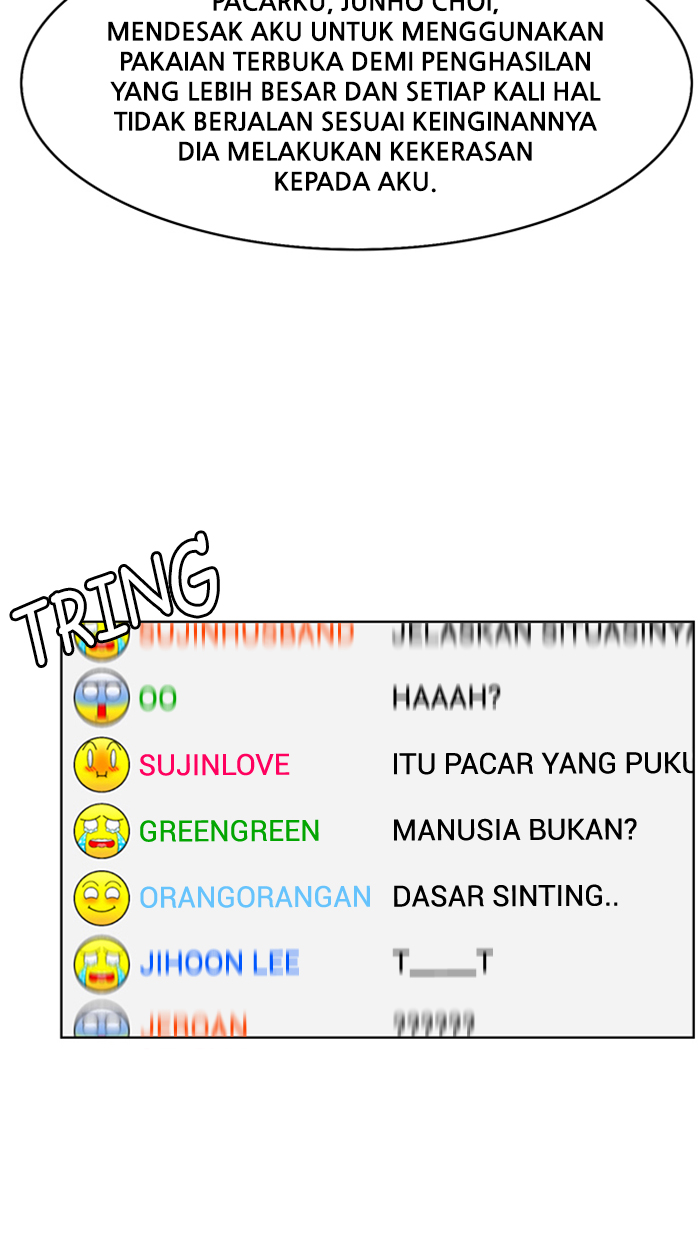 PACARKU, JUNHO CHOI,
MENDESAK AKU UNTUK MENGGUNAKAN
PAKAIAN TERBUKA DEMI PENGHASILAN
YANG LEBIH BESAR DAN SETIAP KALI HAL
TIDAK BERJALAN SESUAI KEINGINANNYA
DIA MELAKUKAN KEKERASAN
KEPADA AKU.
TRING
SUJINHUSBAND JELASKAN SITUASINYA
OO HAAAH?
SUJINLOVE ITU PACAR YANG PUKU
GREENGREEN MANUSIA BUKAN?
ORANGORANGAN DASAR SINTING..
JIHOON LEE T____T
JEROAN ??????